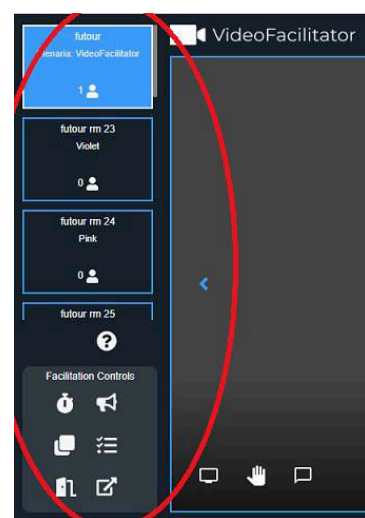 futour
Plenaria: VideoFacilitator
1
VideoFacilitator
futour rm 23
Violet
0
futour rm 24
Pink
0
futour rm 25
Facilitation Controls